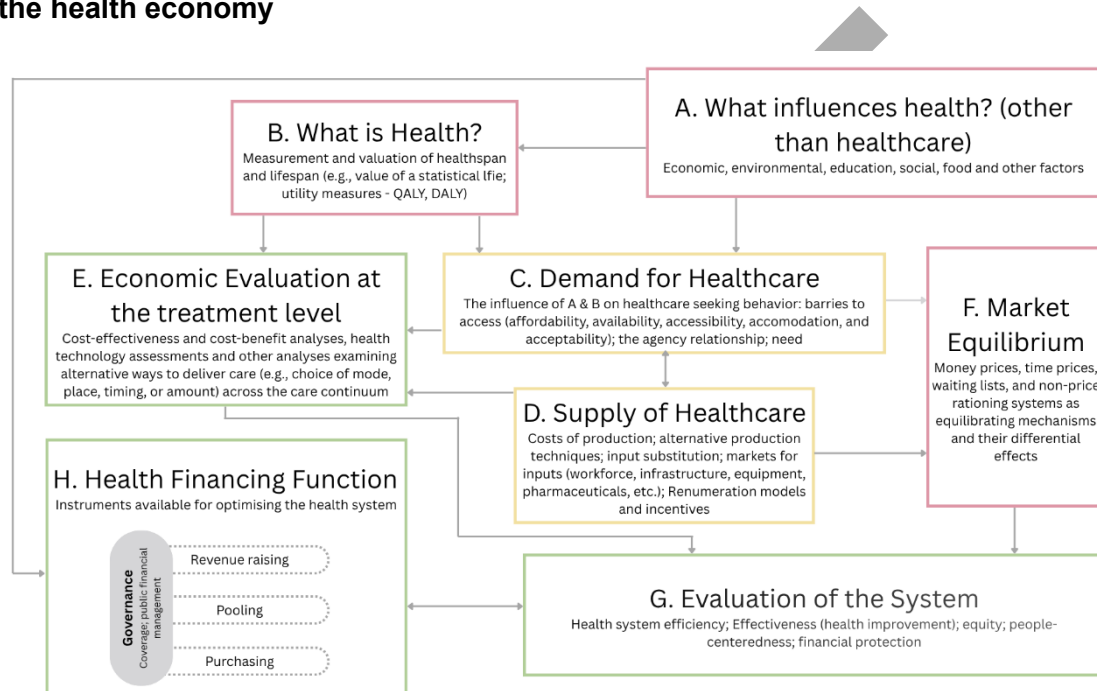 the health economy
A. What influences health? (other
than healthcare)
Economic, environmental, education, social, food and other factors
B. What is Health?
Measurement and valuation of healthspan
and lifespan (e.g., value of a statistical lfie;
utility measures - QALY, DALY)
E. Economic Evaluation at
the treatment level
Cost-effectiveness and cost-benefit analyses, health
technology assessments and other analyses examining
alternative ways to deliver care (e.g., choice of mode,
place, timing, or amount) across the care continuum
C. Demand for Healthcare
The influence of A & B on healthcare seeking behavior: barries to
access (affordability, availability, accessibility, accomodation, and
acceptability); the agency relationship; need
F. Market
Equilibrium
Money prices, time prices,
waiting lists, and non-price
rationing systems as
equilibrating mechanisms
and their differential
effects
D. Supply of Healthcare
Costs of production; alternative production
techniques; input substitution; markets for
inputs (workforce, infrastructure, equipment,
pharmaceuticals, etc.); Renumeration models
and incentives
H. Health Financing Function
Instruments available for optimising the health system
Governance
Coverage; public financial
management
Revenue raising
Pooling
Purchasing
G. Evaluation of the System
Health system efficiency; Effectiveness (health improvement); equity; people-
centeredness; financial protection